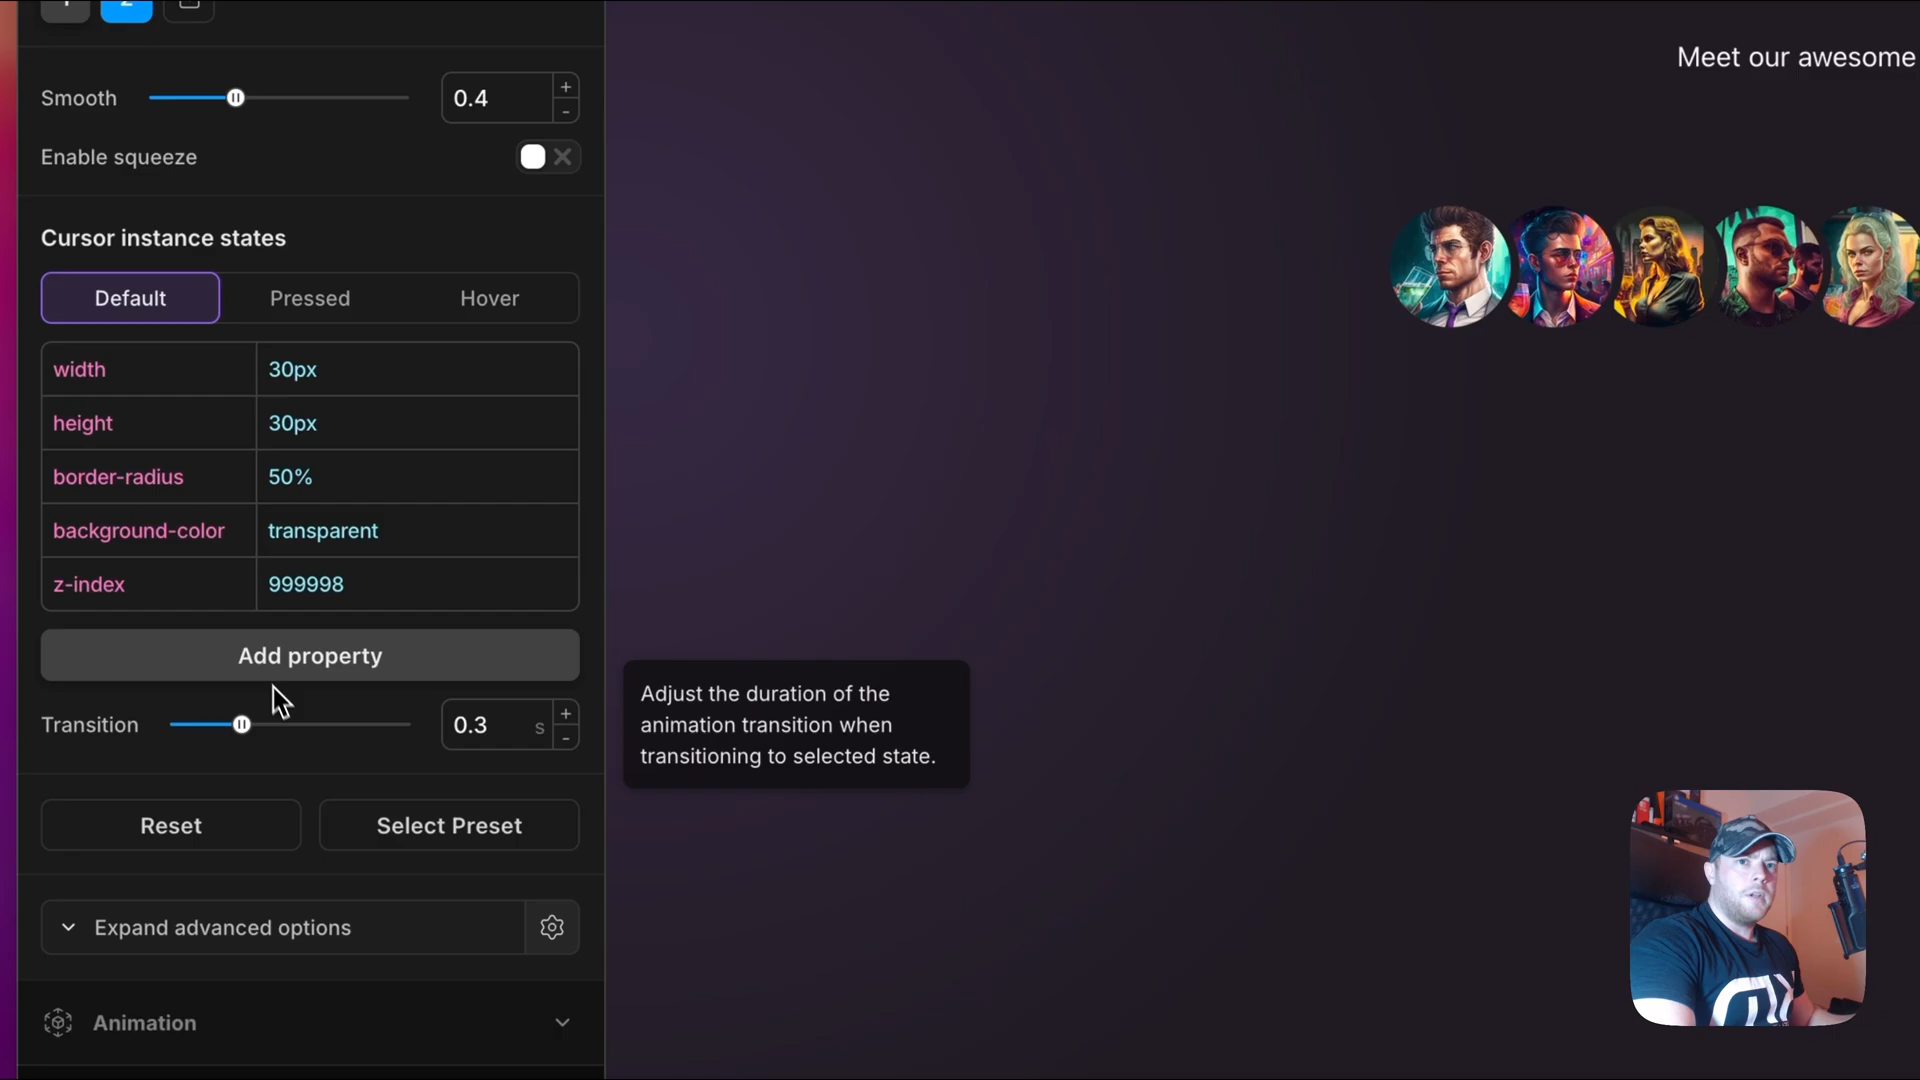 Meet our awesome
Smooth
0.4
+
-
Enable squeeze
Cursor instance states
Default
Pressed
Hover
width
30px
height
30px
border-radius
50%
background-color
transparent
z-index
999998
Add property
Transition
0.3
s
+
-
Adjust the duration of the
animation transition when
transitioning to selected state.
Reset
Select Preset
Expand advanced options
Animation